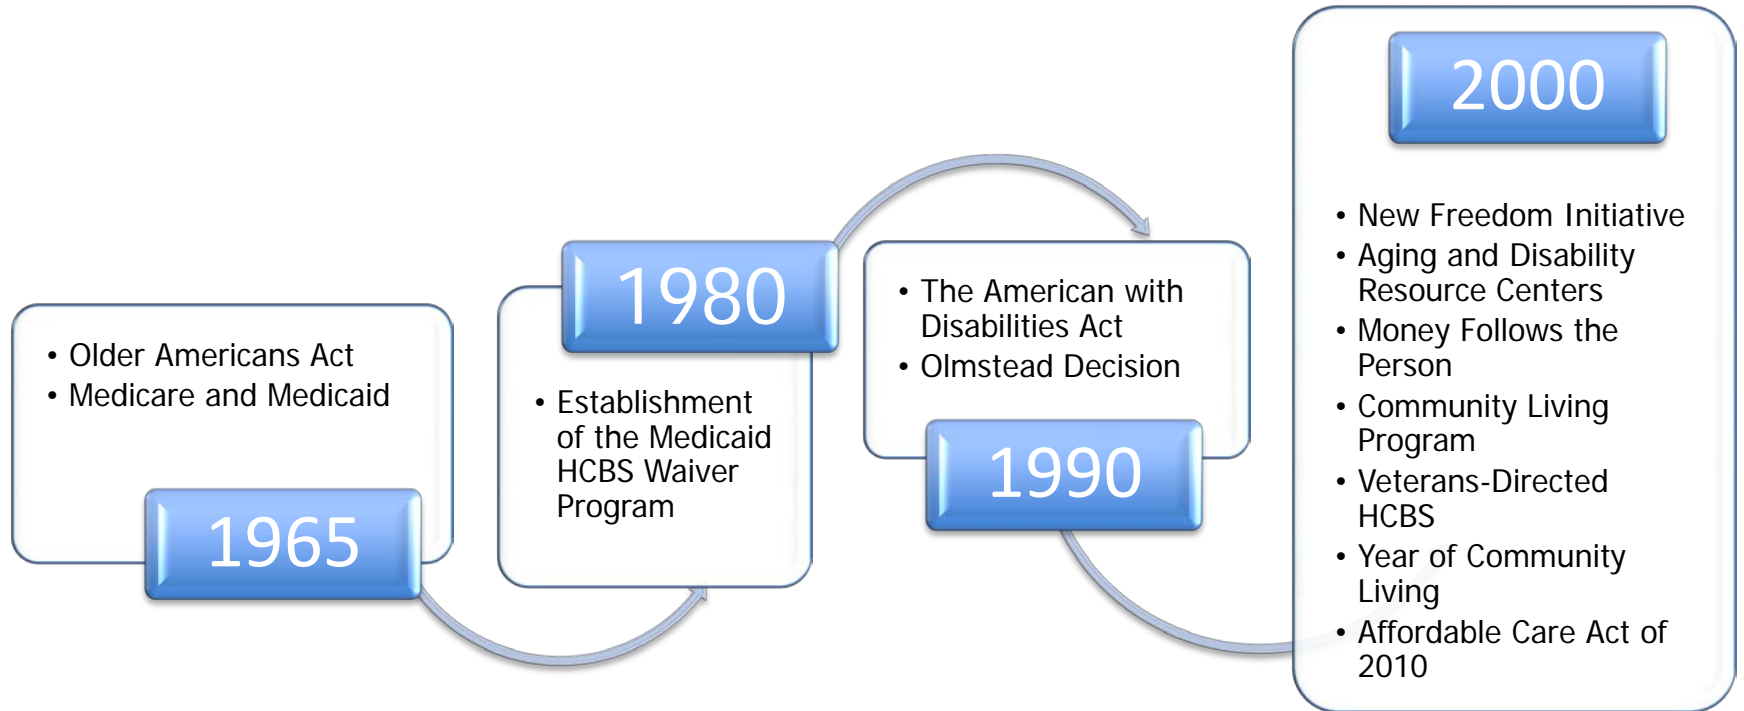 • Older Americans Act
• Medicare and Medicaid
1965
1980
• Establishment
of the Medicaid
HCBS Waiver
Program
• The American with
Disabilities Act
• Olmstead Decision
1990
2000
• New Freedom Initiative
• Aging and Disability
Resource Centers
• Money Follows the
Person
• Community Living
Program
• Veterans-Directed
HCBS
• Year of Community
Living
• Affordable Care Act of
2010